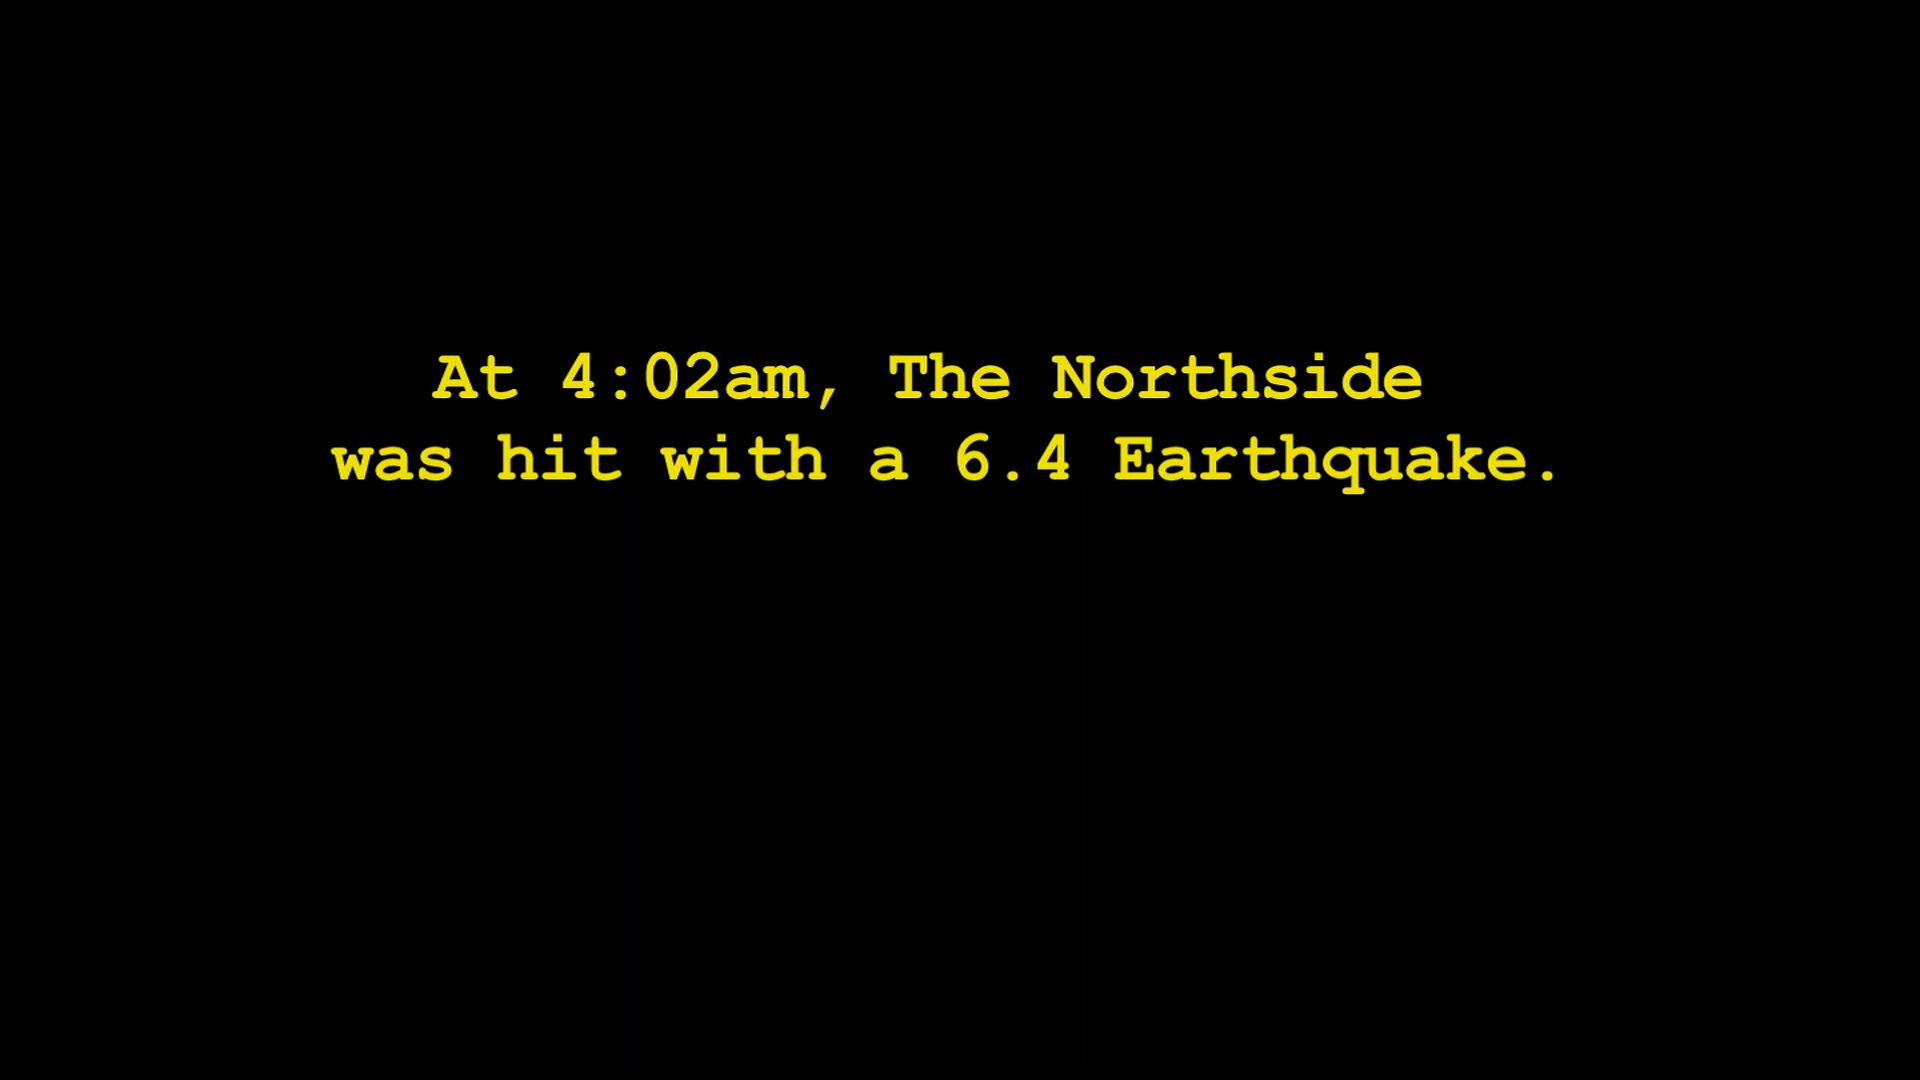 At 4:02am, The Northside
was hit with a 6.4 Earthquake.